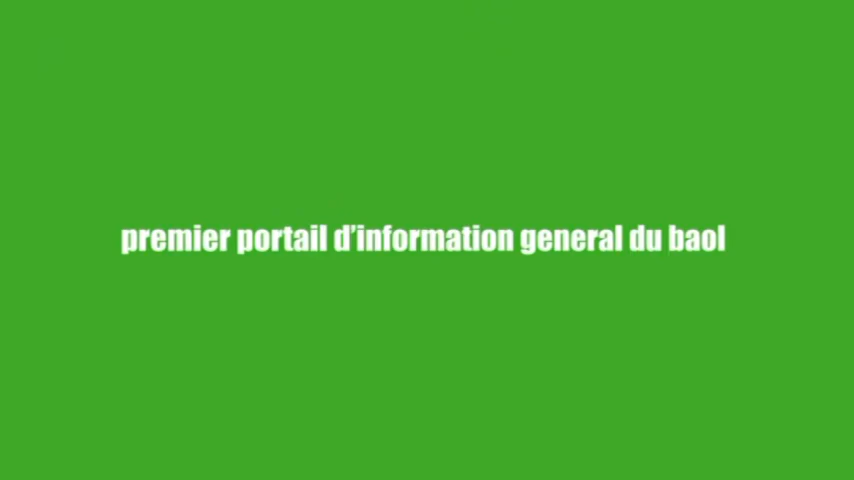 premier portail d’information general du baol